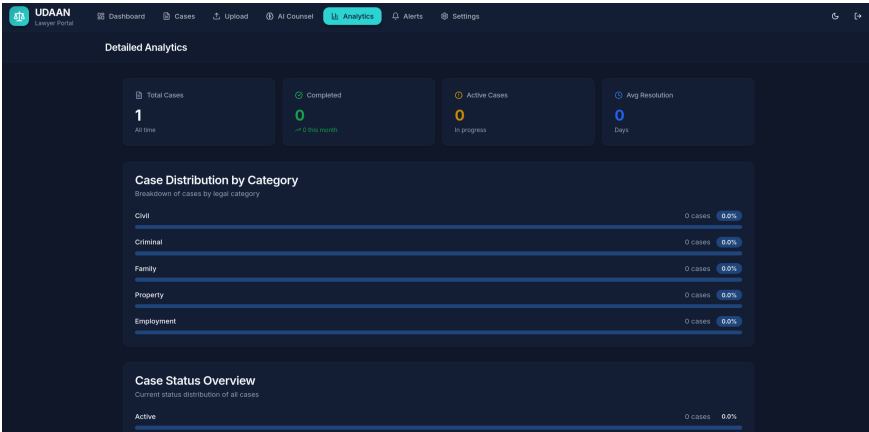 UDAAN
Lawyer Portal
Dashboard Cases Upload AI Counsel Analytics Alerts Settings
Detailed Analytics
Total Cases
1
All time
Completed
0
0 this month
Active Cases
0
In progress
Avg Resolution
0
Days
Case Distribution by Category
Breakdown of cases by legal category
Civil 0 cases 0.0%
Criminal 0 cases 0.0%
Family 0 cases 0.0%
Property 0 cases 0.0%
Employment 0 cases 0.0%
Case Status Overview
Current status distribution of all cases
Active 0 cases 0.0%